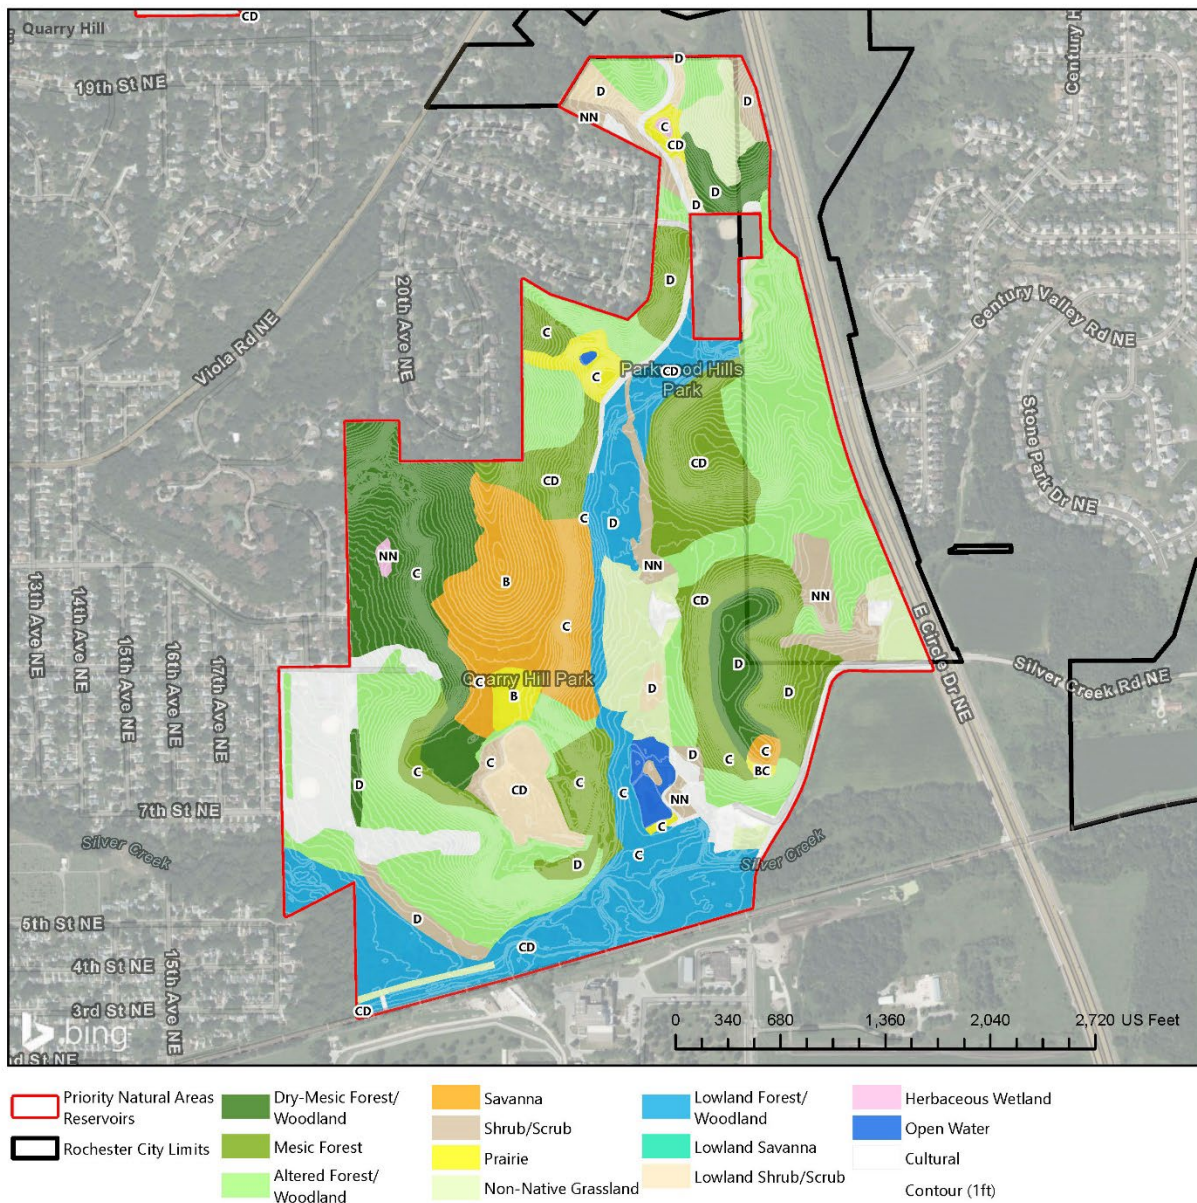 CD
Quarry Hill
19th St NE
Century H
D
D
D
NN
C
CD
D
D
20th Ave NE
D
Viola Rd NE
Century Valley Rd NE
C
C
CD
Parkwood Hills
Park
Stone Park Dr NE
CD
CD
C
D
NN
C
B
NN
CD
NN
13th Ave NE
14th Ave NE
15th Ave NE
16th Ave NE
17th Ave NE
C
D
E Circle Dr NE
Silver Creek Rd NE
Quarry Hill Park
C
B
D
D
C
C
C
D
C
C
BC
D
CD
C
C
NN
7th St NE
C
Silver Creek
C
D
Silver Creek
5th St NE
D
CD
4th St NE
15th Ave NE
3rd St NE
CD
bing
nd St NE
0 340 680 1,360 2,040 2,720 US Feet
Priority Natural Areas
Reservoirs
Rochester City Limits
Dry-Mesic Forest/
Woodland
Mesic Forest
Altered Forest/
Woodland
Savanna
Shrub/Scrub
Prairie
Non-Native Grassland
Lowland Forest/
Woodland
Lowland Savanna
Lowland Shrub/Scrub
Herbaceous Wetland
Open Water
Cultural
Contour (1ft)